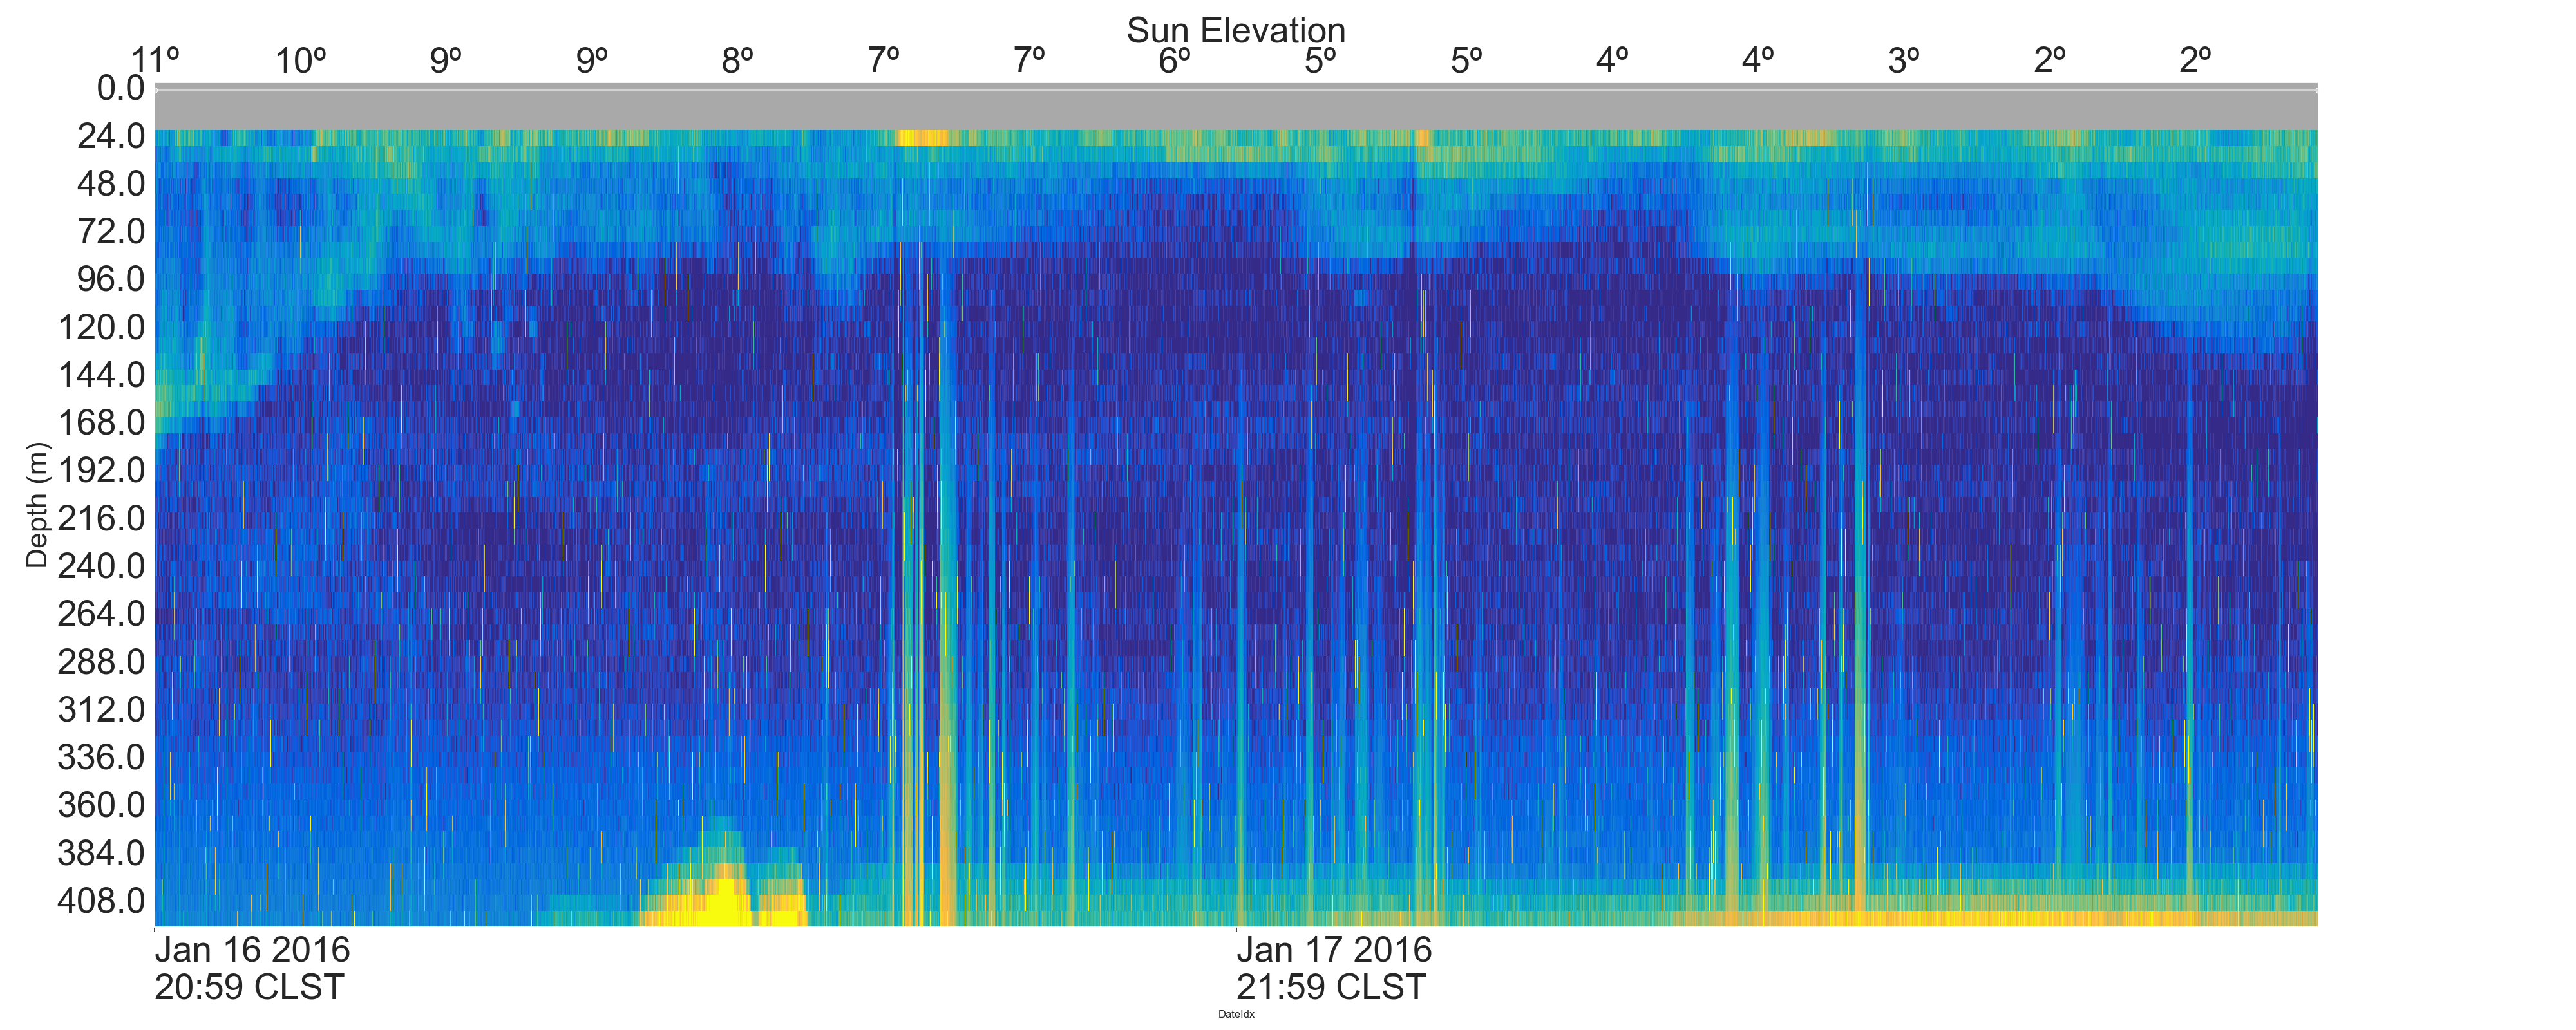 Sun Elevation
11º 10º 9º 9º 8º 7º 7º 6º 5º 5º 4º 4º 3º 2º 2º
0.0
24.0
48.0
72.0
96.0
120.0
144.0
168.0
192.0
216.0
240.0
264.0
288.0
312.0
336.0
360.0
384.0
408.0
Depth (m)
Jan 16 2016
20:59 CLST
Jan 17 2016
21:59 CLST
DateIdx